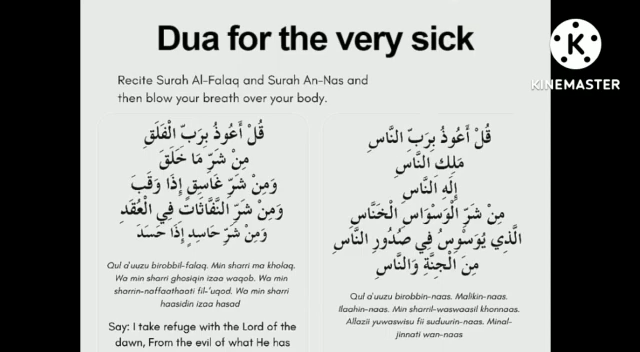 Dua for the very sick
KINEMASTER
Recite Surah Al-Falaq and Surah An-Nas and
then blow your breath over your body.
قُلْ أَعُوذُ بِرَبِّ الْفَلَقِ
مِنْ شَرِّ مَا خَلَقَ
وَمِنْ شَرِّ غَاسِقٍ إِذَا وَقَبَ
وَمِنْ شَرِّ النَّفَّاثَاتِ فِي الْعُقَدِ
وَمِنْ شَرِّ حَاسِدٍ إِذَا حَسَدَ
Qul a'uuzu birobbil-falaq. Min sharri ma kholaq.
Wa min sharri ghosiqin izaa waqob. Wa min
sharrin-naffaathaati fil-'uqod. Wa min sharri
haasidin izaa hasad
Say: I take refuge with the Lord of the
dawn, From the evil of what He has
قُلْ أَعُوذُ بِرَبِّ النَّاسِ
مَلِكِ النَّاسِ
إِلَهِ النَّاسِ
مِنْ شَرِّ الْوَسْوَاسِ الْخَنَّاسِ
الَّذِي يُوَسْوِسُ فِي صُدُورِ النَّاسِ
مِنَ الْجِنَّةِ وَالنَّاسِ
Qul a'uuzu birobbin-naas. Malikin-naas.
Ilaahin-naas. Min sharril-waswaasil khonnaas.
Allazii yuwaswisu fii suduurin-naas. Minal-
jinnati wan-naas